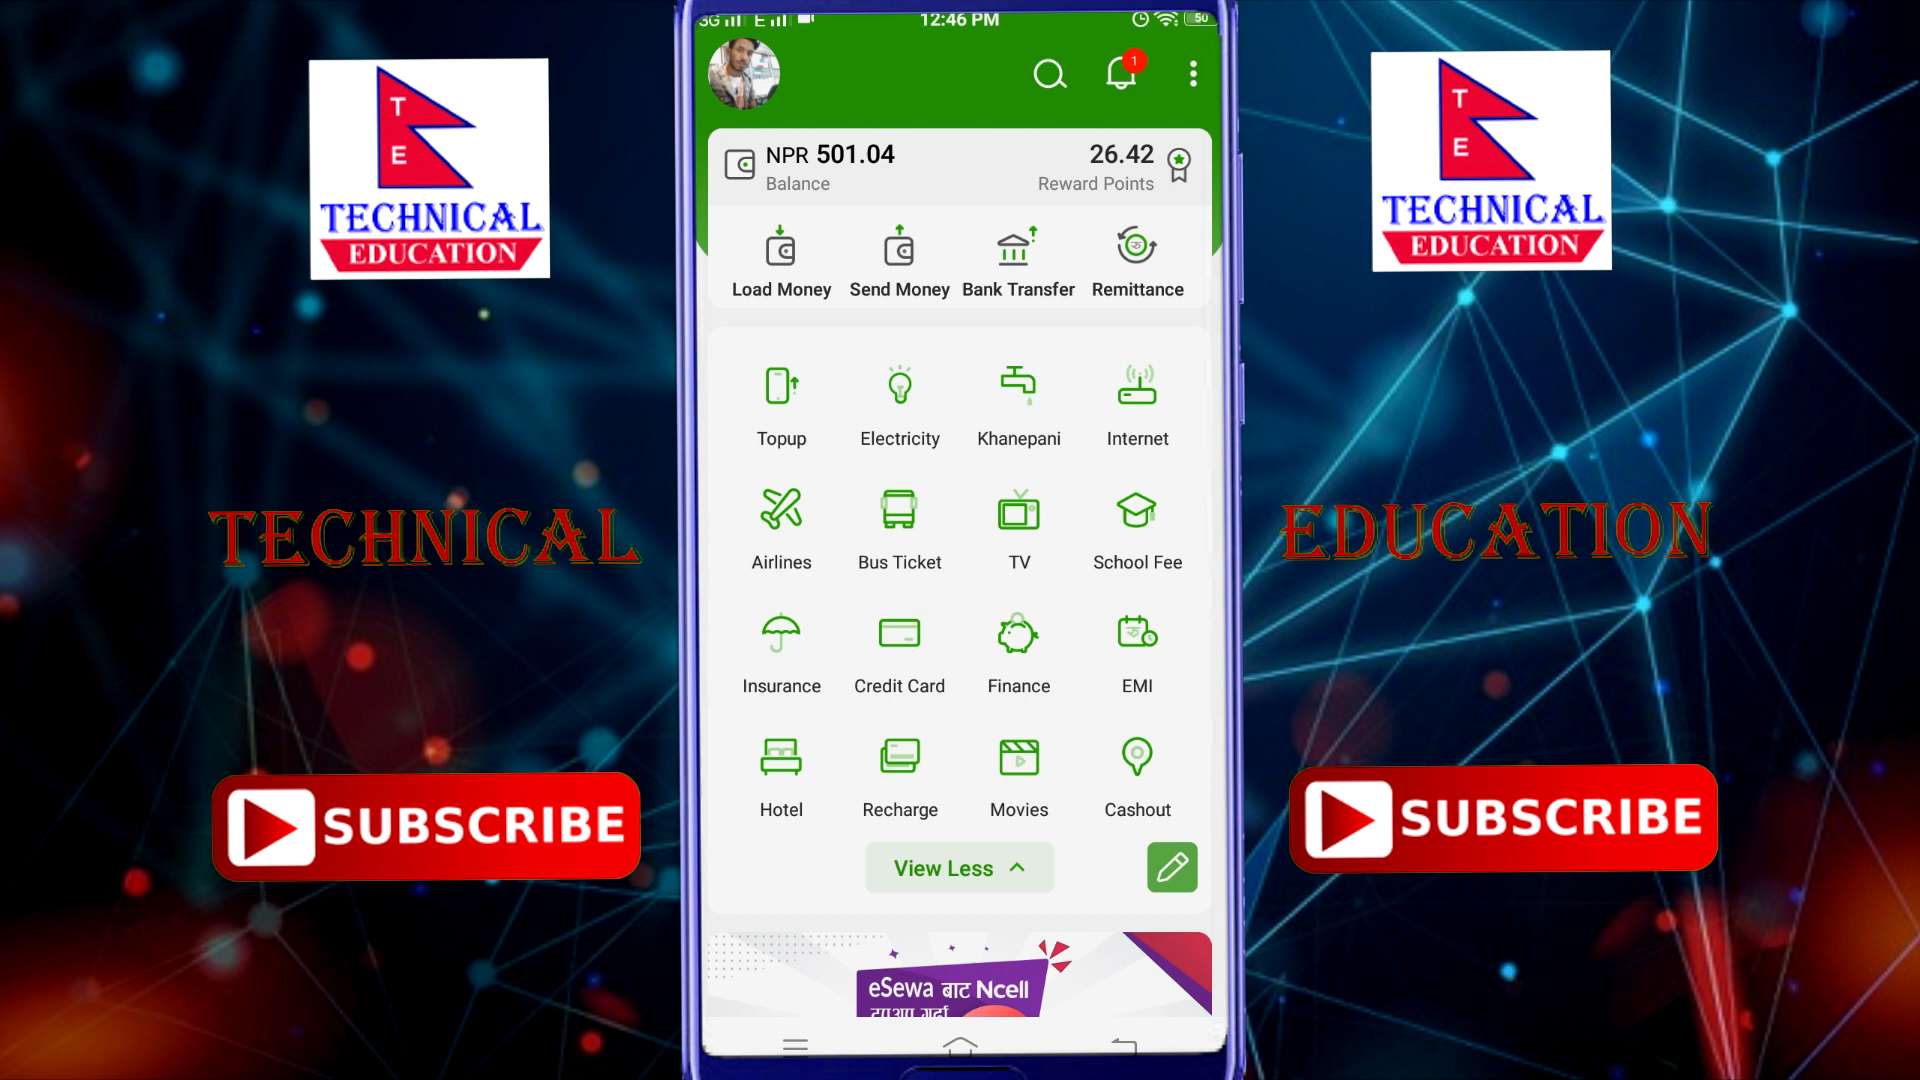 3G E 12:46 PM 50
1
T
E
TECHNICAL
EDUCATION
T
E
TECHNICAL
EDUCATION
NPR 501.04
Balance
26.42
Reward Points
Load Money Send Money Bank Transfer Remittance
Topup Electricity Khanepani Internet
Airlines Bus Ticket TV School Fee
TECHNICAL
EDUCATION
Insurance Credit Card Finance EMI
Hotel Recharge Movies Cashout
SUBSCRIBE
SUBSCRIBE
View Less
eSewa बाट Ncell